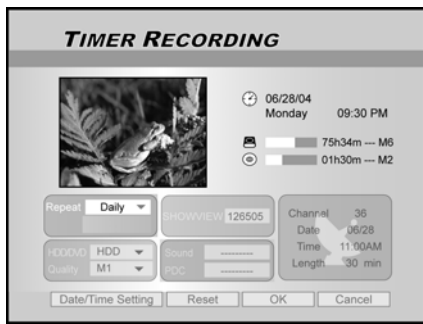 TIMER RECORDING
06/28/04
Monday 09:30 PM
75h34m --- M6
01h30m --- M2
Repeat Daily
SHOWVIEW 126505
Channel 36
Date 06/28
Time 11:00AM
Length 30 min
HDD/DVD HDD
Quality M1
Sound ---------
PDC ---------
Date/Time Setting Reset OK Cancel